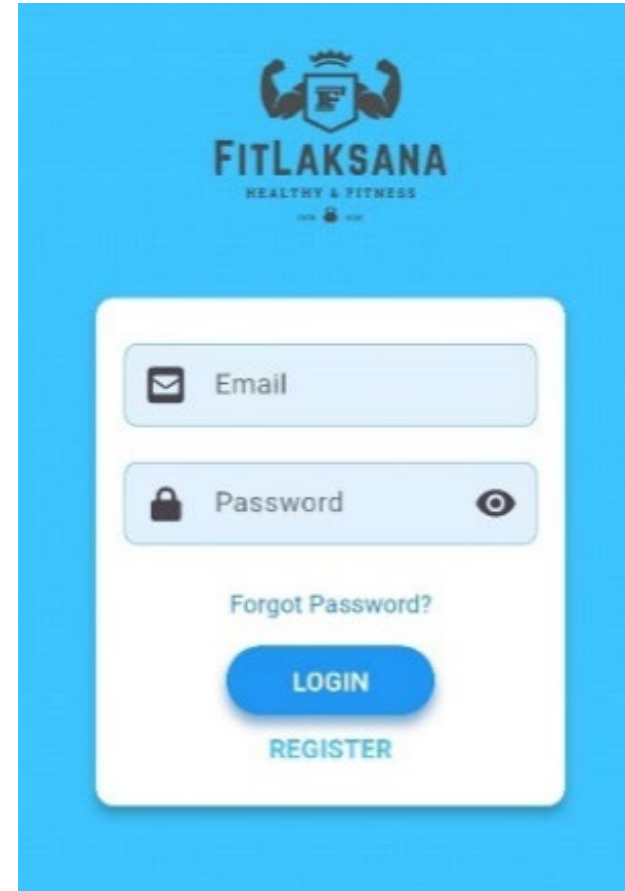 F
FITLAKSANA
HEALTHY & FITNESS
Email
Password
Forgot Password?
LOGIN
REGISTER